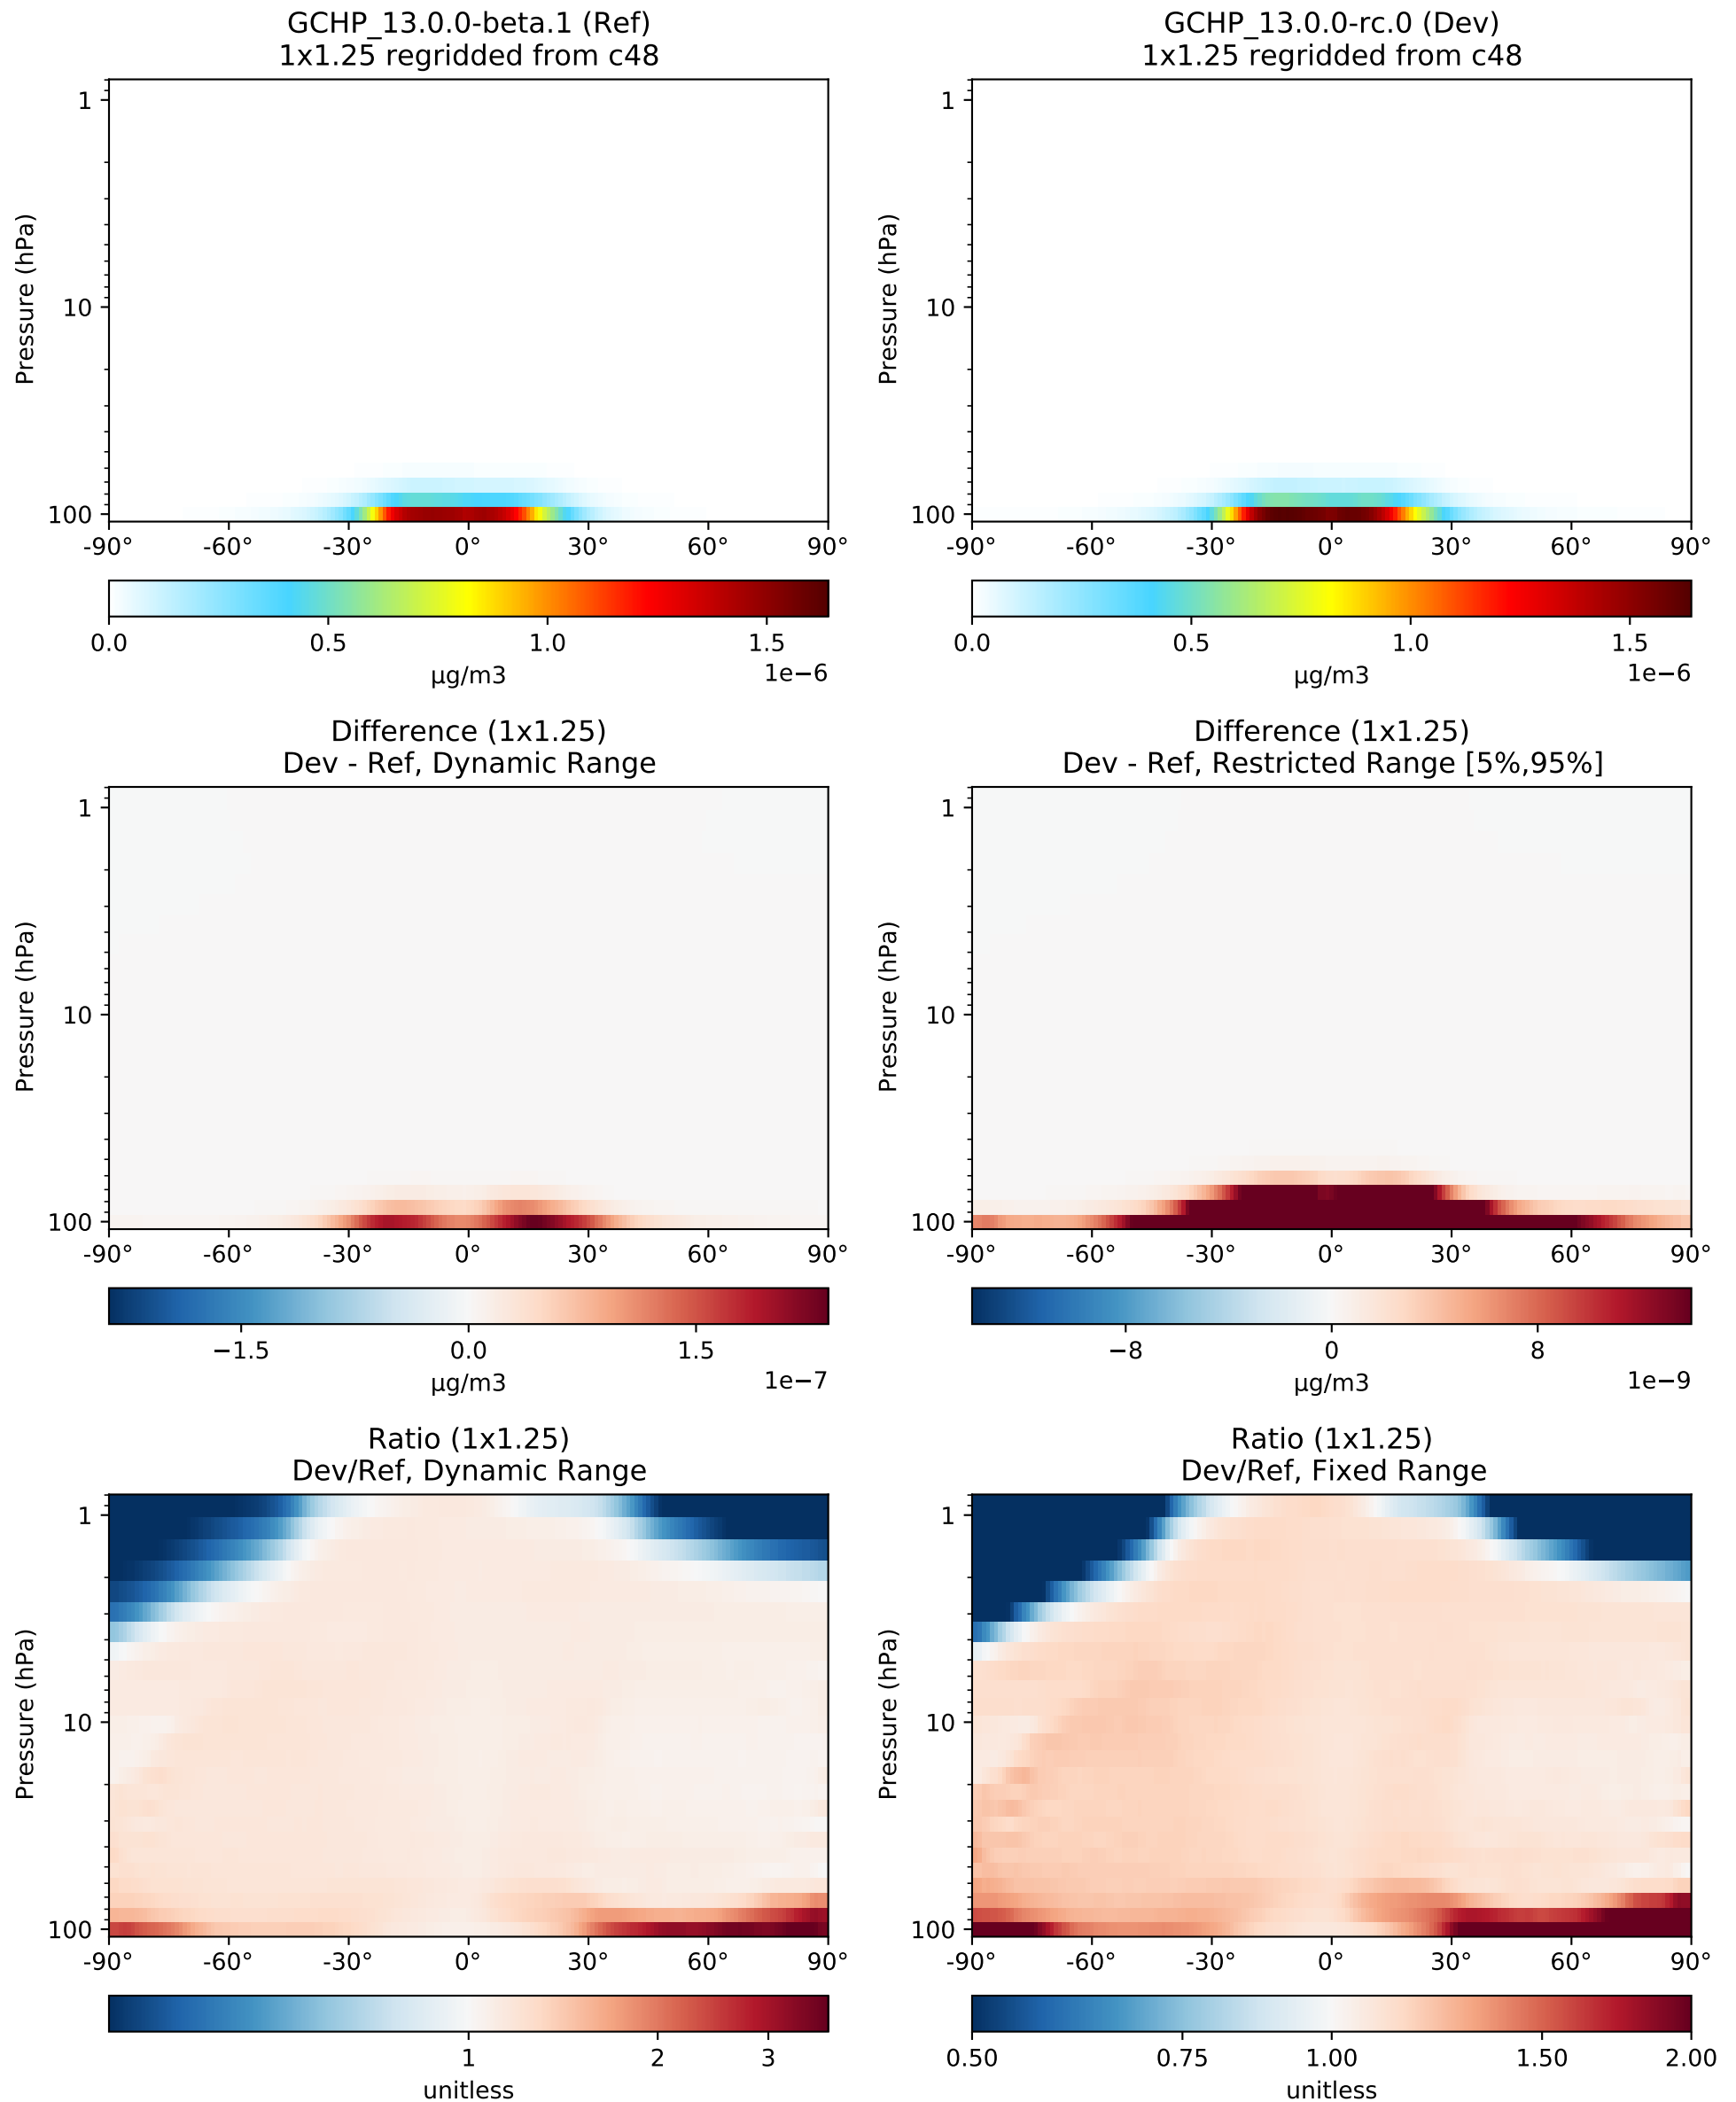 GCHP_13.0.0-beta.1 (Ref)
1x1.25 regridded from c48
Pressure (hPa)
1
10
100
-90° -60° -30° 0° 30° 60° 90°
0.0 0.5 1.0 1.5
1e−6
µg/m3
GCHP_13.0.0-rc.0 (Dev)
1x1.25 regridded from c48
Pressure (hPa)
1
10
100
-90° -60° -30° 0° 30° 60° 90°
0.0 0.5 1.0 1.5
1e−6
µg/m3
Difference (1x1.25)
Dev - Ref, Dynamic Range
Pressure (hPa)
1
10
100
-90° -60° -30° 0° 30° 60° 90°
−1.5 0.0 1.5
1e−7
µg/m3
Difference (1x1.25)
Dev - Ref, Restricted Range [5%,95%]
Pressure (hPa)
1
10
100
-90° -60° -30° 0° 30° 60° 90°
−8 0 8
1e−9
µg/m3
Ratio (1x1.25)
Dev/Ref, Dynamic Range
Pressure (hPa)
1
10
100
-90° -60° -30° 0° 30° 60° 90°
1 2 3
unitless
Ratio (1x1.25)
Dev/Ref, Fixed Range
Pressure (hPa)
1
10
100
-90° -60° -30° 0° 30° 60° 90°
0.50 0.75 1.00 1.50 2.00
unitless